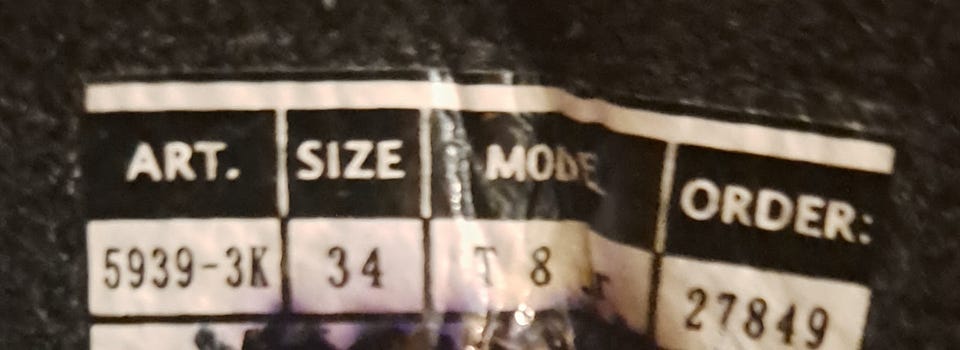 ART. SIZE MODE ORDER:
5939-3K 34 T 8 27849